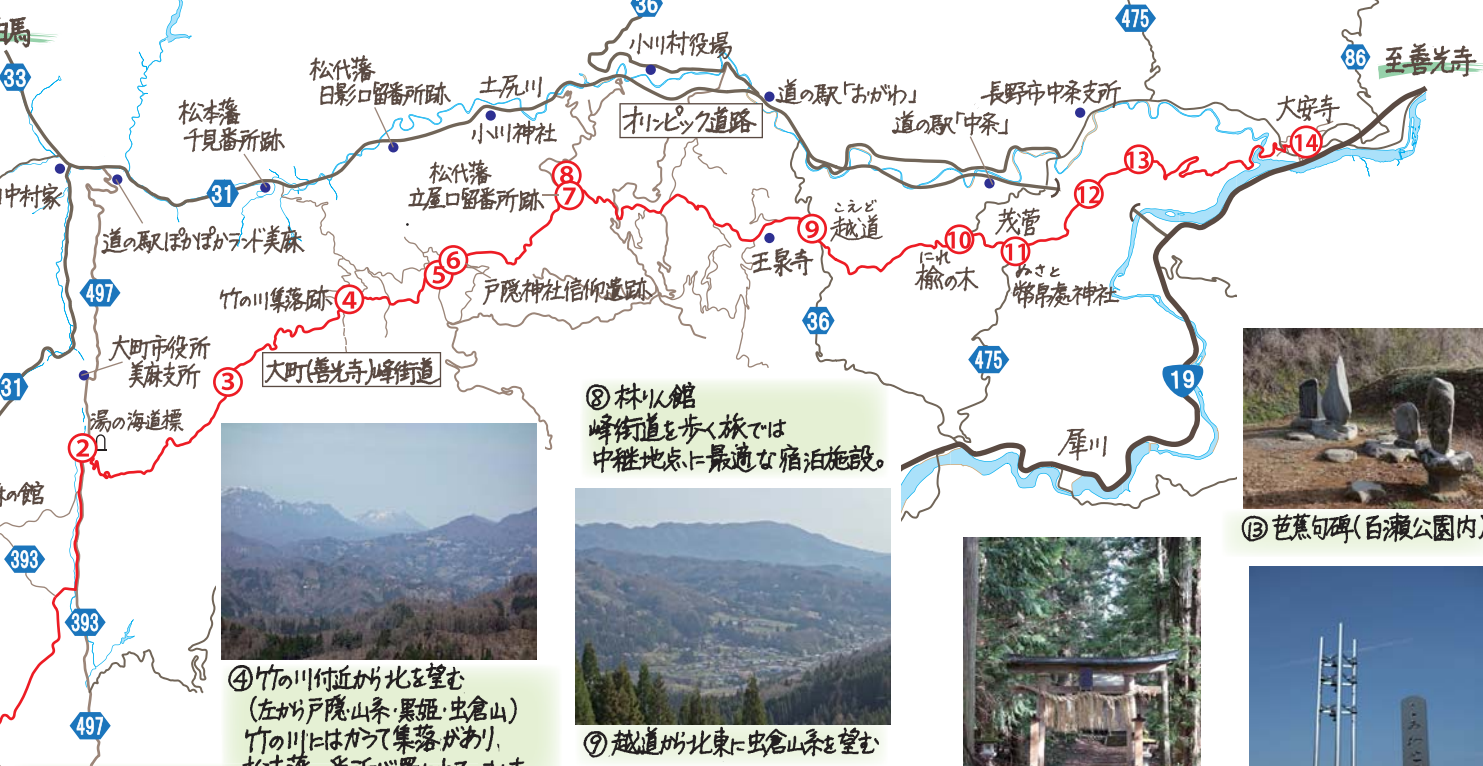 36
475
86
33
至善光寺
小川村役場
松代藩
日影口留番所跡
土尻川
道の駅「おがわ」
長野市中条支所
大安寺
松本藩
千見番所跡
小川神社
オリンピック道路
道の駅「中条」
14
13
12
31
中村家
松代藩
立屋口留番所跡
8
7
こえど
越道
9
茂菅
10
11
道の駅ぽかぽかランド美麻
6
5
玉泉寺
にれ
楡の木
みさと
幣帛處神社
497
竹の川集落跡
4
戸隠神社信仰遺跡
36
475
大町市役所
美麻支所
大町(善光寺)峰街道
31
3
19
湯の海道標
2
⑧林りん館
峰街道を歩く旅では
中継地点に最適な宿泊施設。
犀川
の館
⑬芭蕉句碑(百瀬公園内)
393
393
④竹の川付近から北を望む
(左から戸隠山系・黒姫・虫倉山)
竹の川にはかつて集落があり、
497
⑨越道から北東に虫倉山系を望む